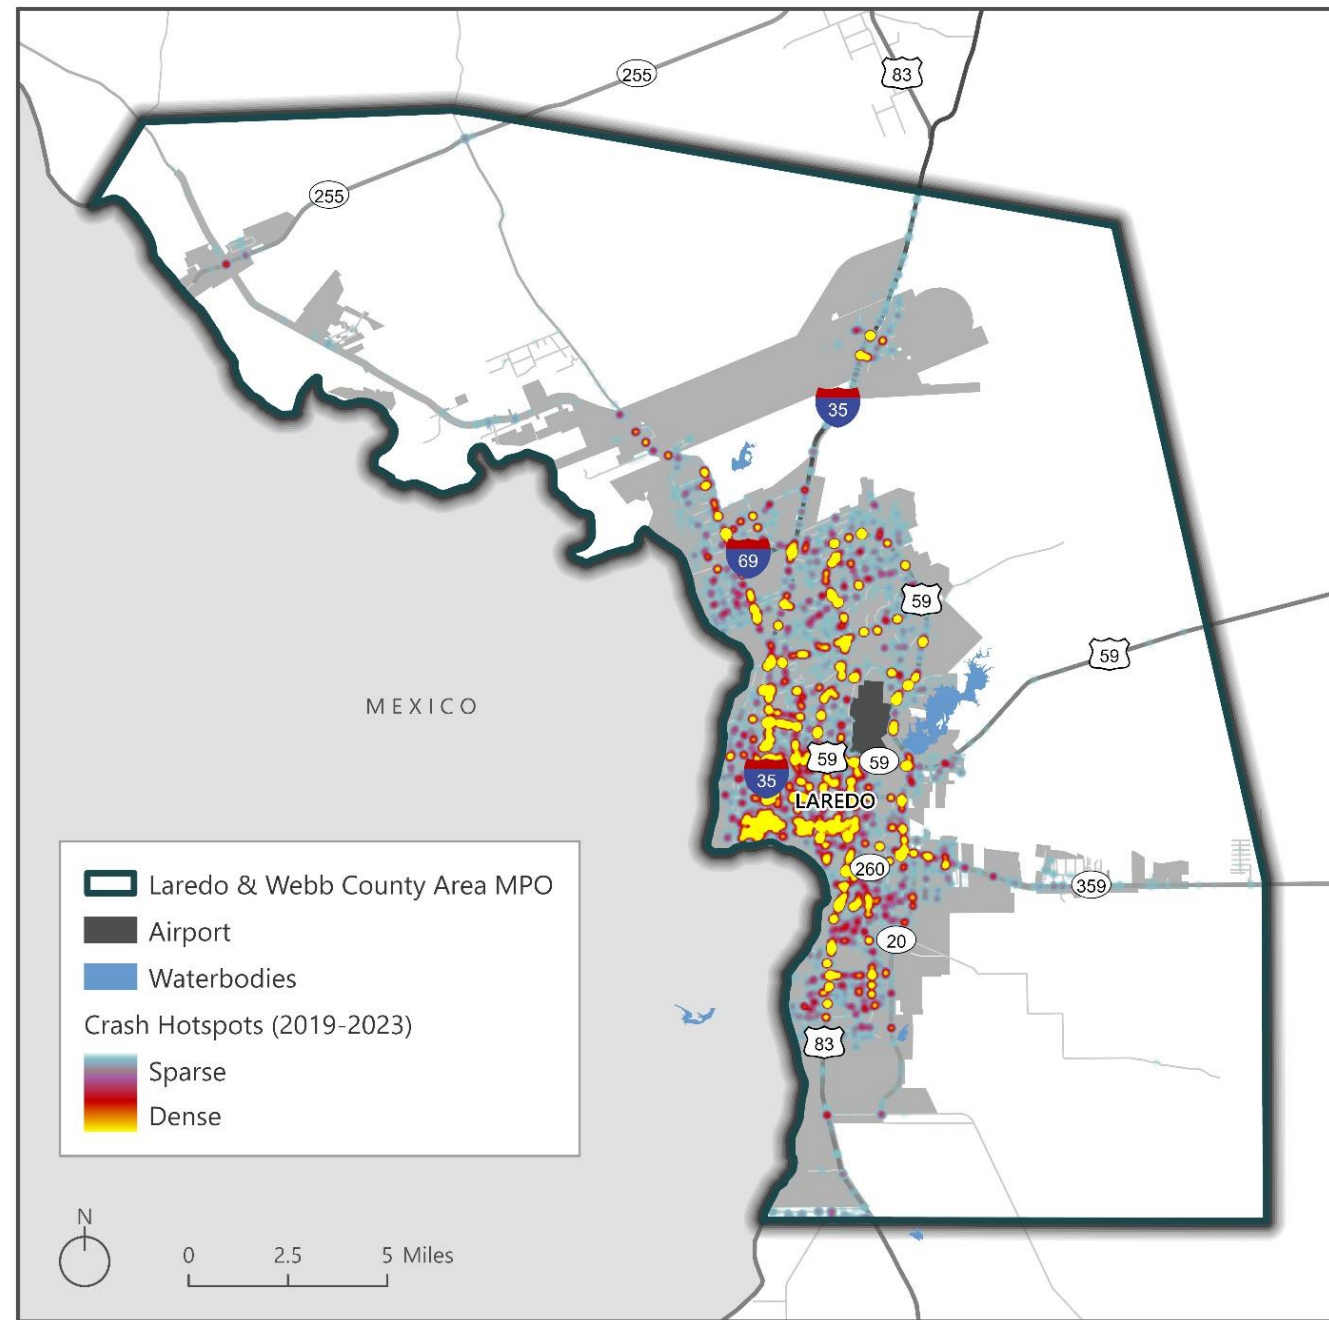 255
83
255
35
69
59
59
MEXICO
59
59
35
LAREDO
260
359
20
83
Laredo & Webb County Area MPO
Airport
Waterbodies
Crash Hotspots (2019-2023)
Sparse
Dense
N
0 2.5 5 Miles